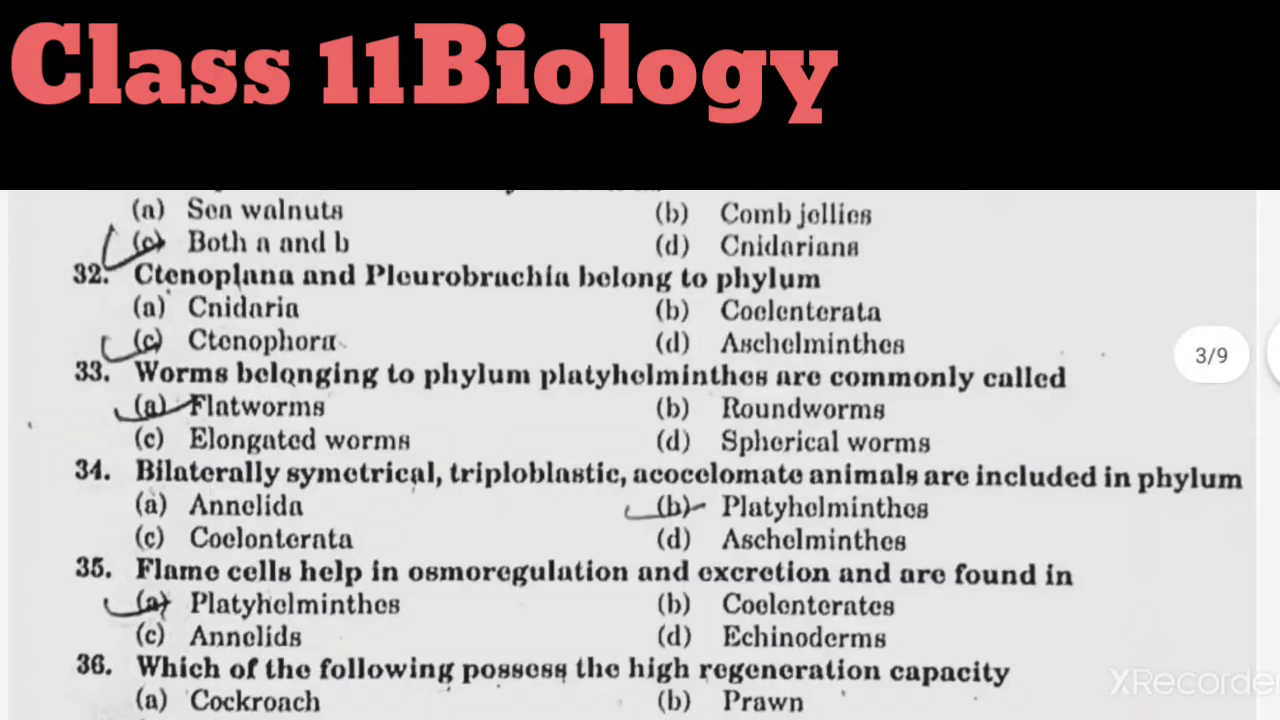 Class 11Biology
(a) Sea walnuts (b) Comb jellies
(c) Both a and b (d) Cnidarians
32. Ctenoplana and Pleurobrachia belong to phylum
(a) Cnidaria (b) Coelenterata
(c) Ctenophora (d) Aschelminthes
3/9
33. Worms belonging to phylum platyhelminthes are commonly called
(a) Flatworms (b) Roundworms
(c) Elongated worms (d) Spherical worms
34. Bilaterally symetrical, triploblastic, acocelomate animals are included in phylum
(a) Annelida (b) Platyhelminthes
(c) Coelonterata (d) Aschelminthes
35. Flame cells help in osmoregulation and excretion and are found in
(a) Platyhelminthes (b) Coelenterates
(c) Annelids (d) Echinoderms
36. Which of the following possess the high regeneration capacity
(a) Cockroach (b) Prawn
XRecorder